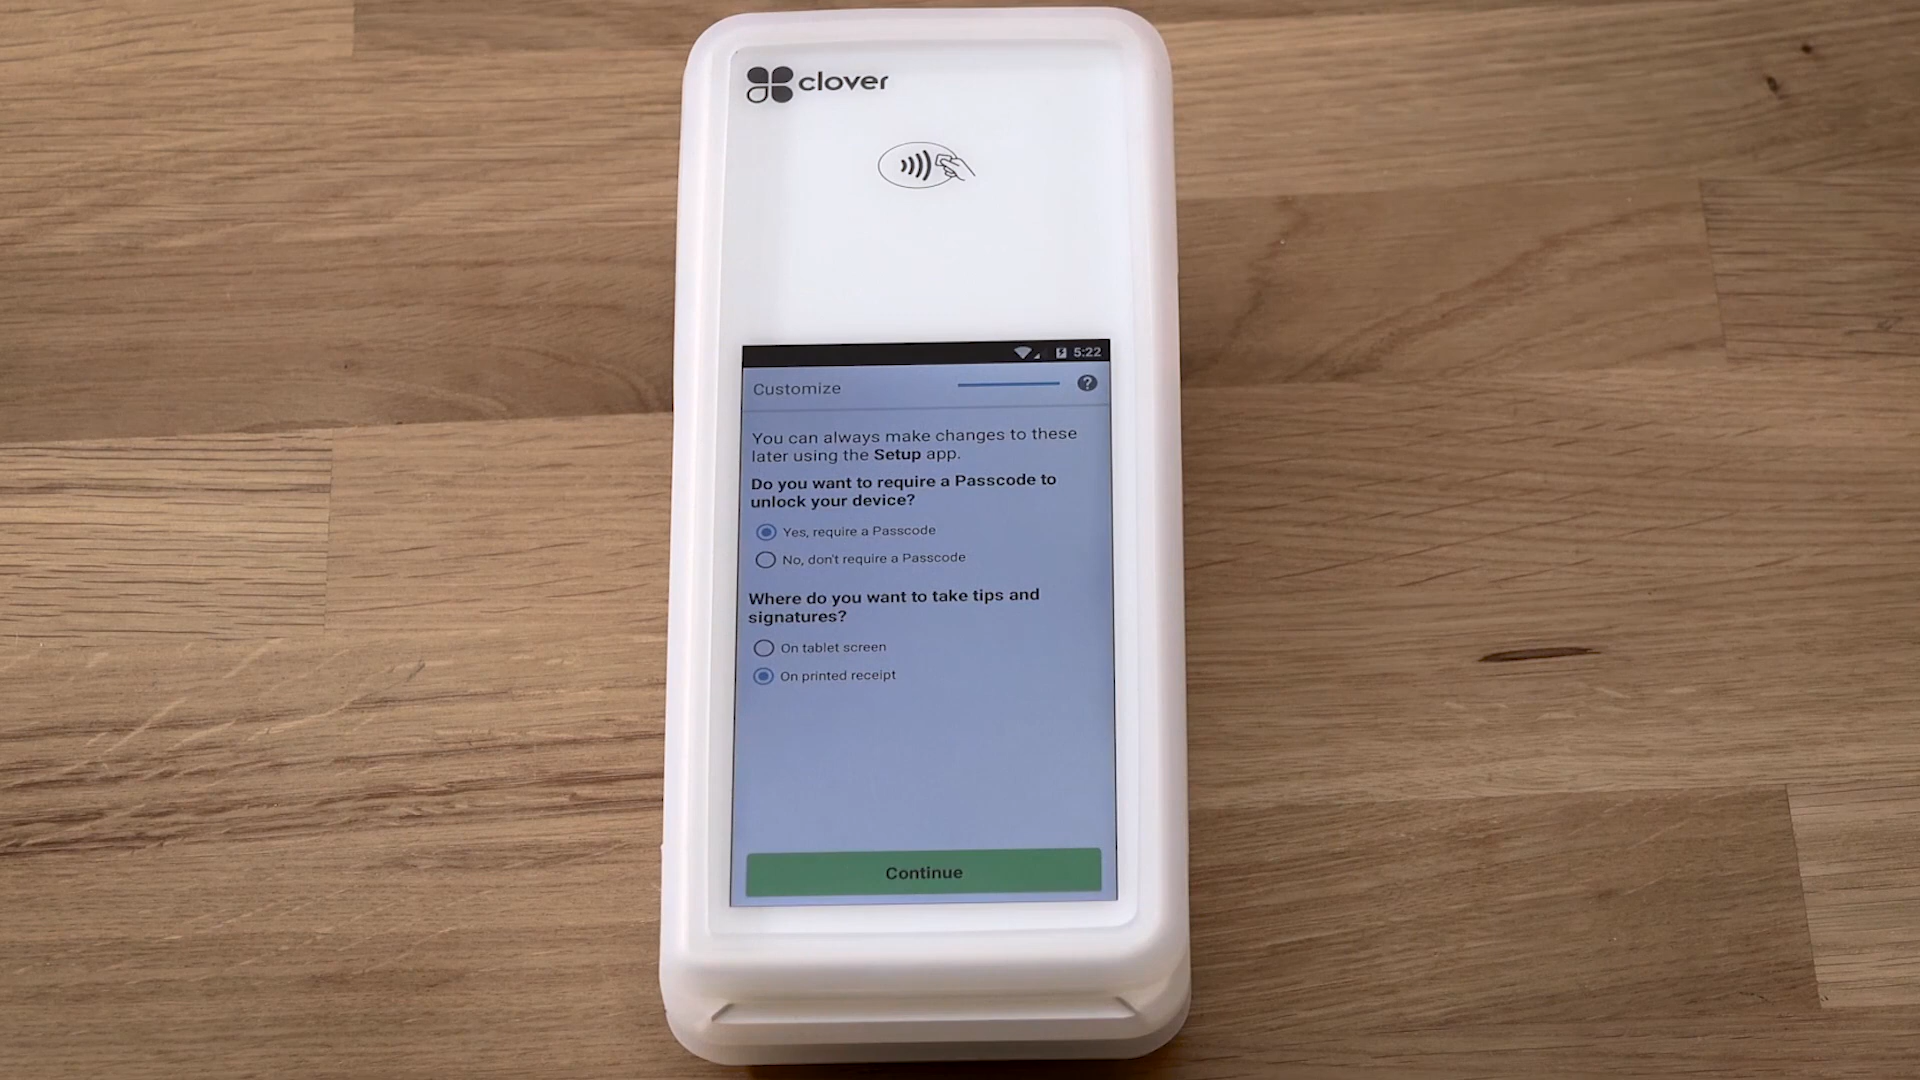 clover
5:22
Customize
?
You can always make changes to these
later using the Setup app.
Do you want to require a Passcode to
unlock your device?
Yes, require a Passcode
No, don't require a Passcode
Where do you want to take tips and
signatures?
On tablet screen
On printed receipt
Continue